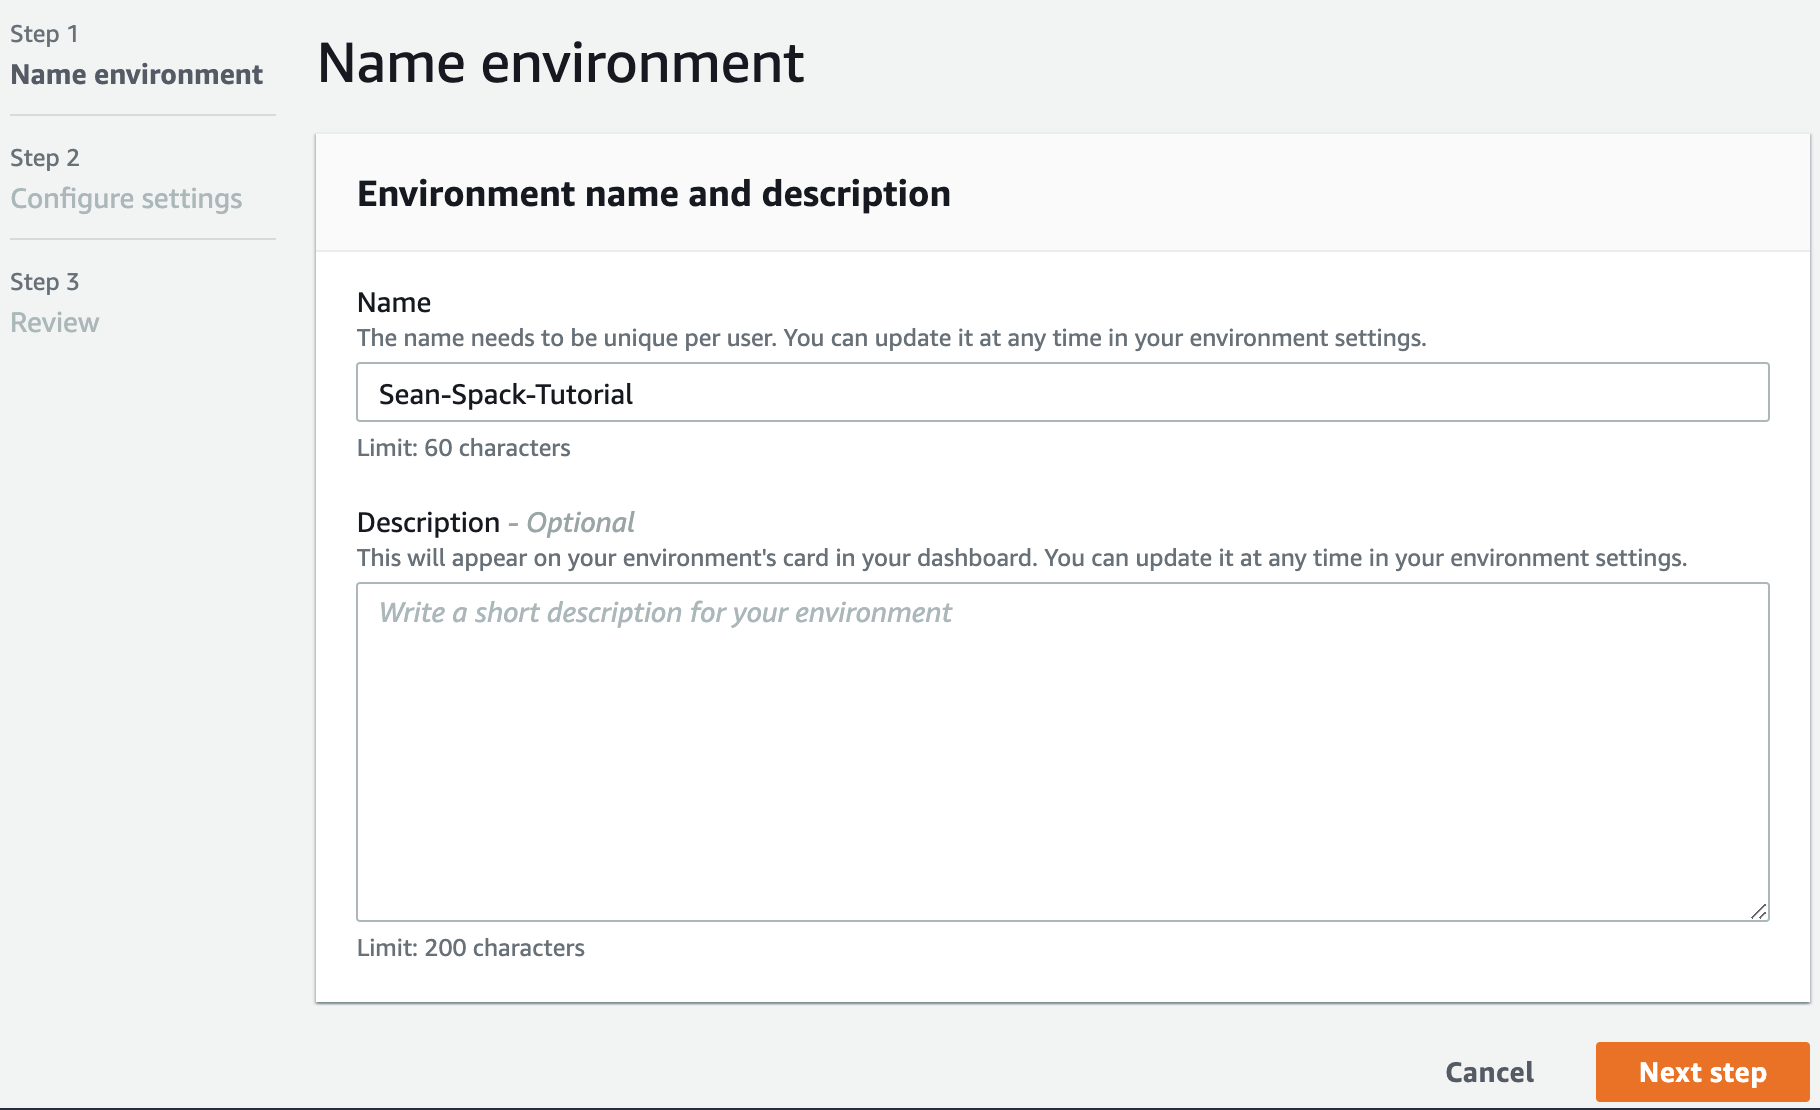 Step 1
Name environment
Step 2
Configure settings
Step 3
Review
Name environment
Environment name and description
Name
The name needs to be unique per user. You can update it at any time in your environment settings.
Sean-Spack-Tutorial
Limit: 60 characters
Description - Optional
This will appear on your environment's card in your dashboard. You can update it at any time in your environment settings.
Write a short description for your environment
Limit: 200 characters
Cancel
Next step